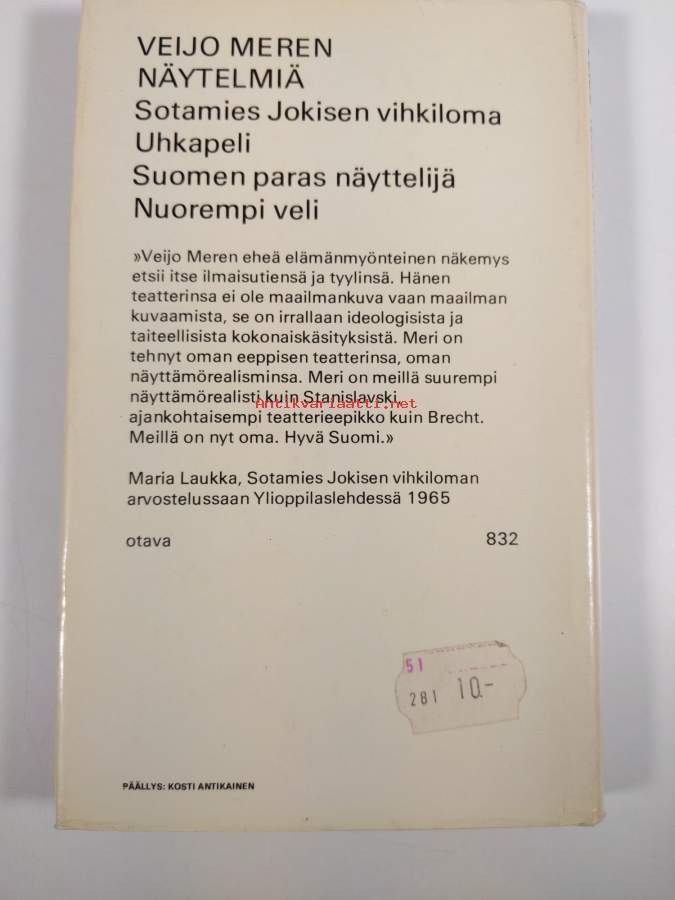 VEIJO MEREN
NÄYTELMIÄ
Sotamies Jokisen vihkiloma
Uhkapeli
Suomen paras näyttelijä
Nuorempi veli
»Veijo Meren eheä elämänmyönteinen näkemys
etsii itse ilmaisutiensä ja tyylinsä. Hänen
teatterinsa ei ole maailmankuva vaan maailman
kuvaamista, se on irrallaan ideologisista ja
taiteellisista kokonaiskäsityksistä. Meri on
tehnyt oman eeppisen teatterinsa, oman
näyttämörealisminsa. Meri on meillä suurempi
näyttämörealisti kuin Stanislavski,
Antikvariaatti.net
ajankohtaisempi teatterieepikko kuin Brecht.
Meillä on nyt oma. Hyvä Suomi.»
Maria Laukka, Sotamies Jokisen vihkiloman
arvostelussaan Ylioppilaslehdessä 1965
otava 832
51
281 10.-
PÄÄLLYS: KOSTI ANTIKAINEN